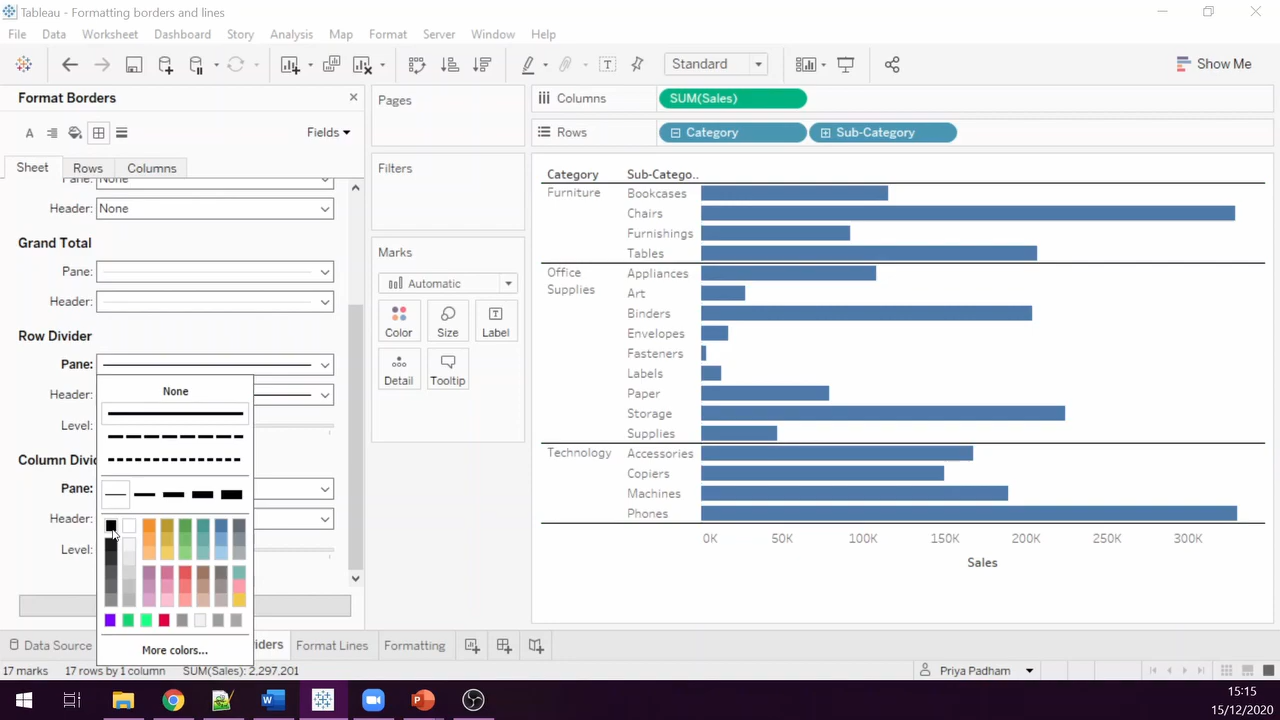 Tableau - Formatting borders and lines
File Data Worksheet Dashboard Story Analysis Map Format Server Window Help
Standard
Show Me
Format Borders
A
Fields
Sheet Rows Columns
Pane: None
Header: None
Grand Total
Pane:
Header:
Row Divider
Pane:
Header:
Level:
Column Divi
Pane:
Header:
Level:
None
More colors...
Pages
Filters
Marks
Automatic
Color Size Label
Detail Tooltip
Columns SUM(Sales)
Rows Category Sub-Category
Category Sub-Catego..
Furniture Bookcases
Chairs
Furnishings
Tables
Office Supplies Appliances
Art
Binders
Envelopes
Fasteners
Labels
Paper
Storage
Supplies
Technology Accessories
Copiers
Machines
Phones
0K 50K 100K 150K 200K 250K 300K
Sales
Data Source iders Format Lines Formatting
17 marks 17 rows by 1 column SUM(Sales): 2,297,201 Priya Padham
15:15
15/12/2020